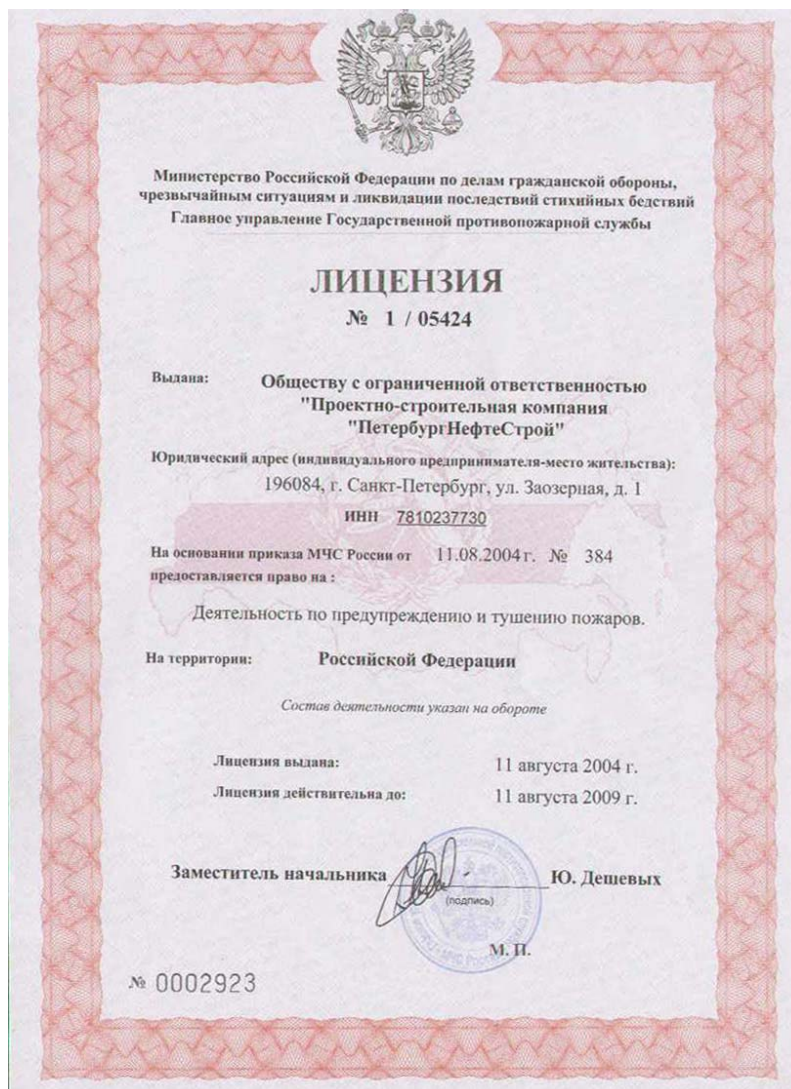 Министерство Российской Федерации по делам гражданской обороны,
чрезвычайным ситуациям и ликвидации последствий стихийных бедствий
Главное управление Государственной противопожарной службы
ЛИЦЕНЗИЯ
№ 1 / 05424
Выдана: Обществу с ограниченной ответственностью
"Проектно-строительная компания
"ПетербургНефтеСтрой"
Юридический адрес (индивидуального предпринимателя-место жительства):
196084, г. Санкт-Петербург, ул. Заозерная, д. 1
ИНН 7810237730
На основании приказа МЧС России от 11.08.2004 г. № 384
предоставляется право на :
Деятельность по предупреждению и тушению пожаров.
На территории: Российской Федерации
Состав деятельности указан на обороте
Лицензия выдана: 11 августа 2004 г.
Лицензия действительна до: 11 августа 2009 г.
Заместитель начальника Ю. Дешевых
(подпись)
М. П.
№ 0002923